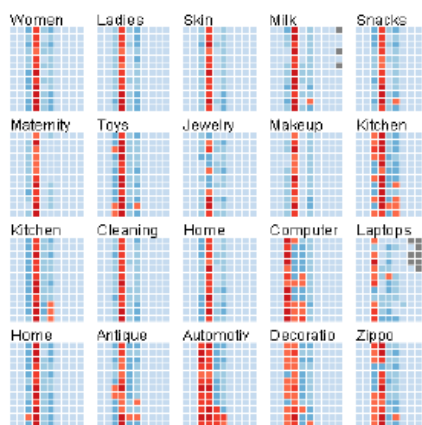 Women Ladies Skin Milk Snacks
Maternity Toys Jewelry Makeup Kitchen
Kitchen Cleaning Home Computer Laptops
Home Antique Automotiv Decoratio Zippo